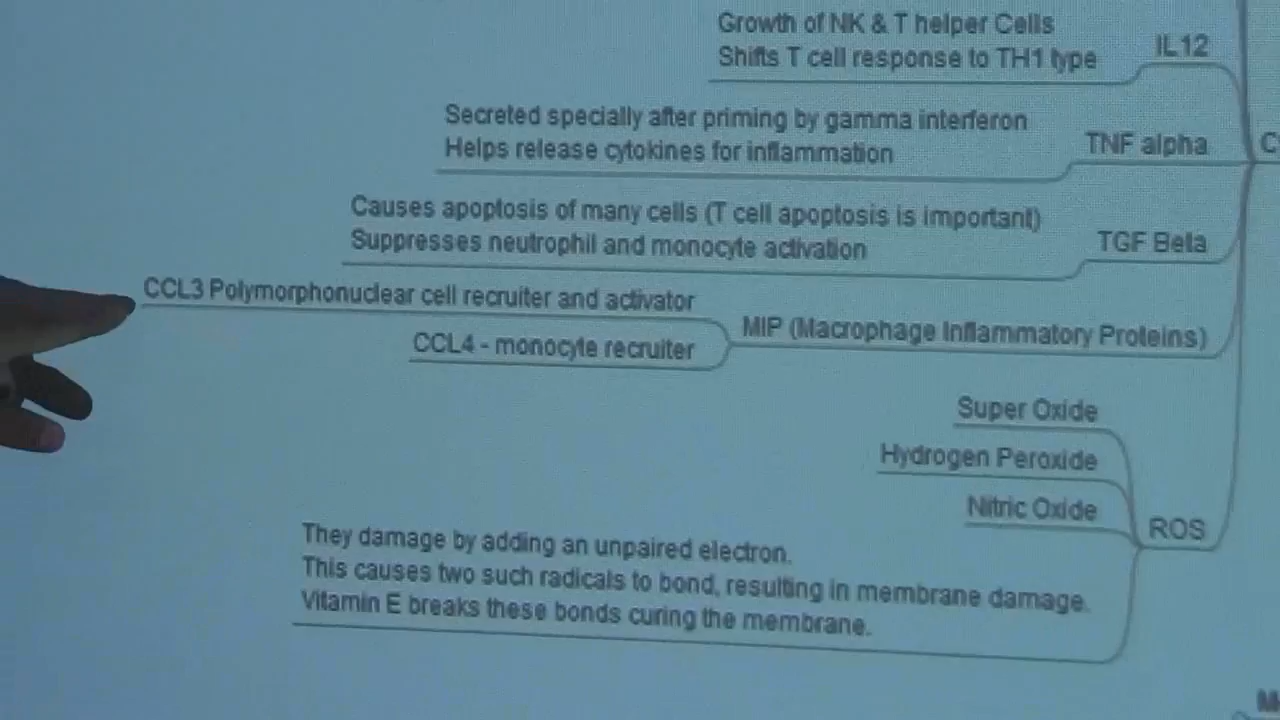 Growth of NK & T helper Cells
Shifts T cell response to TH1 type
IL12
Secreted specially after priming by gamma interferon
Helps release cytokines for inflammation
TNF alpha
Causes apoptosis of many cells (T cell apoptosis is important)
Suppresses neutrophil and monocyte activation
TGF Beta
CCL3 Polymorphonuclear cell recruiter and activator
CCL4 - monocyte recruiter
MIP (Macrophage Inflammatory Proteins)
Super Oxide
Hydrogen Peroxide
Nitric Oxide
ROS
They damage by adding an unpaired electron.
This causes two such radicals to bond, resulting in membrane damage.
Vitamin E breaks these bonds curing the membrane.